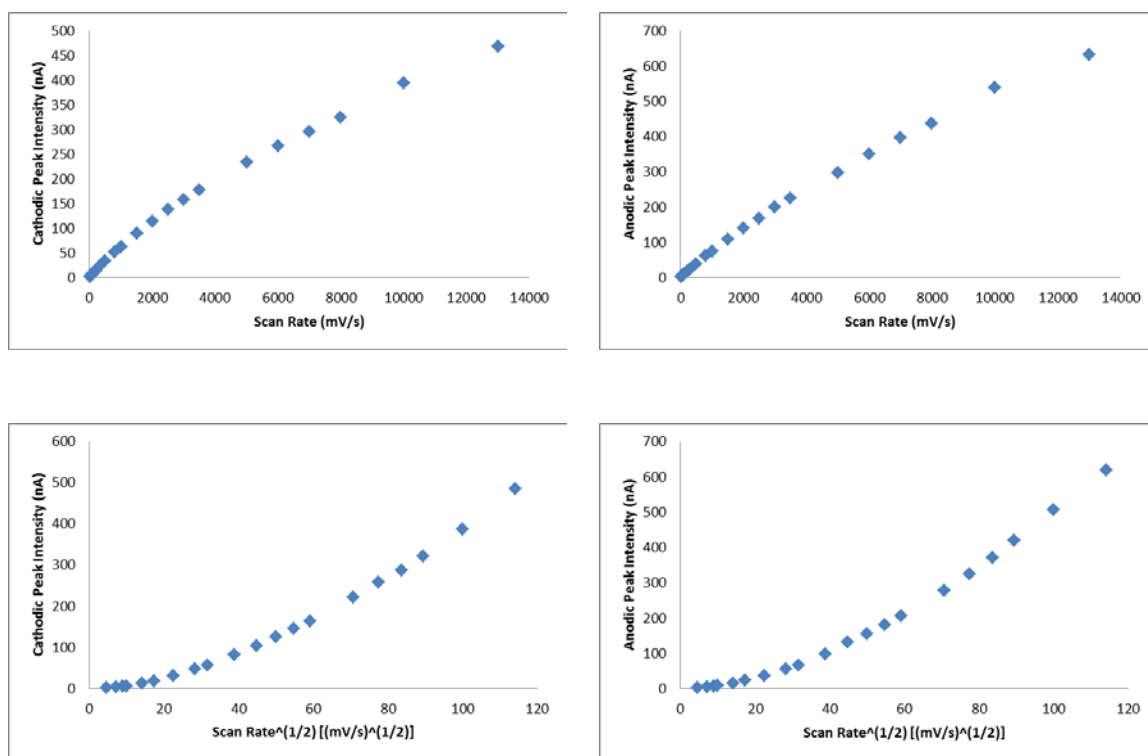 Cathodic Peak Intensity (nA)
500
450
400
350
300
250
200
150
100
50
0
0 2000 4000 6000 8000 10000 12000 14000
Scan Rate (mV/s)
Anodic Peak Intensity (nA)
700
600
500
400
300
200
100
0
0 2000 4000 6000 8000 10000 12000 14000
Scan Rate (mV/s)
Cathodic Peak Intensity (nA)
600
500
400
300
200
100
0
0 20 40 60 80 100 120
Scan Rate^(1/2) [(mV/s)^(1/2)]
Anodic Peak Intensity (nA)
700
600
500
400
300
200
100
0
0 20 40 60 80 100 120
Scan Rate^(1/2) [(mV/s)^(1/2)]